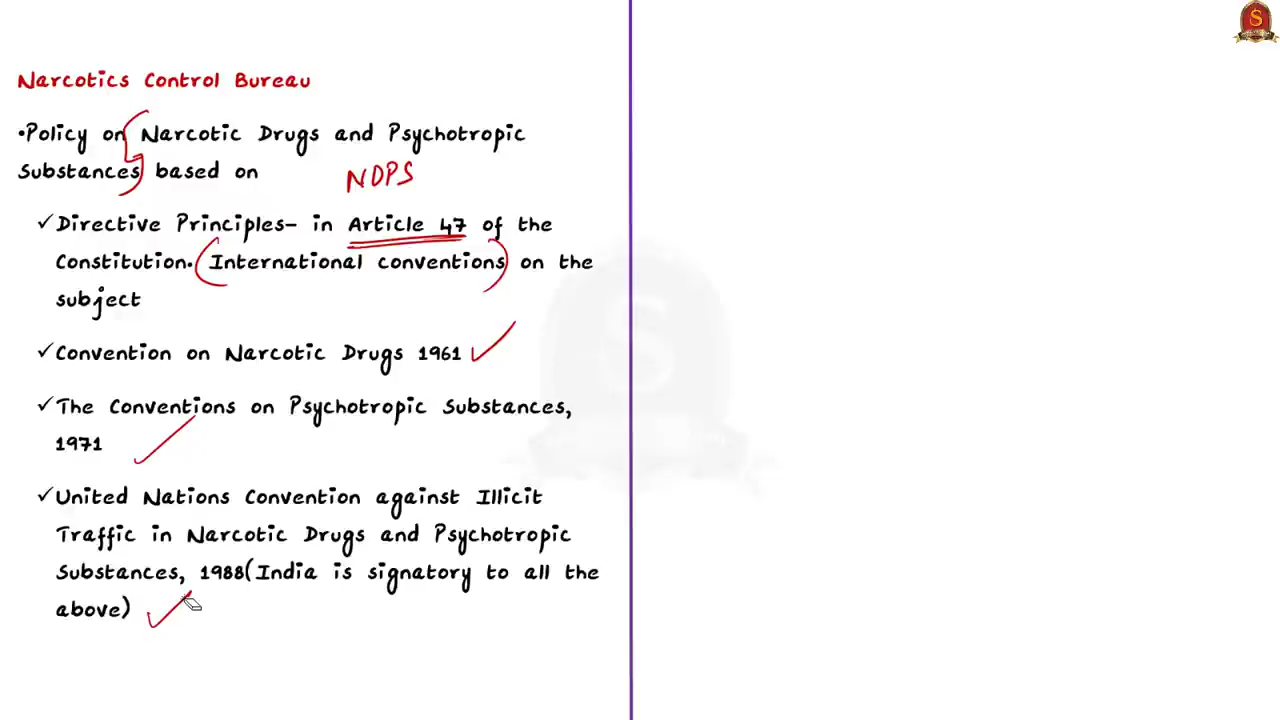 Narcotics Control Bureau
•Policy on Narcotic Drugs and Psychotropic
Substances based on
NDPS
✓Directive Principles- in Article 47 of the
Constitution. International conventions on the
subject
✓Convention on Narcotic Drugs 1961
✓The Conventions on Psychotropic Substances,
1971
✓United Nations Convention against Illicit
Traffic in Narcotic Drugs and Psychotropic
Substances, 1988(India is signatory to all the
above)